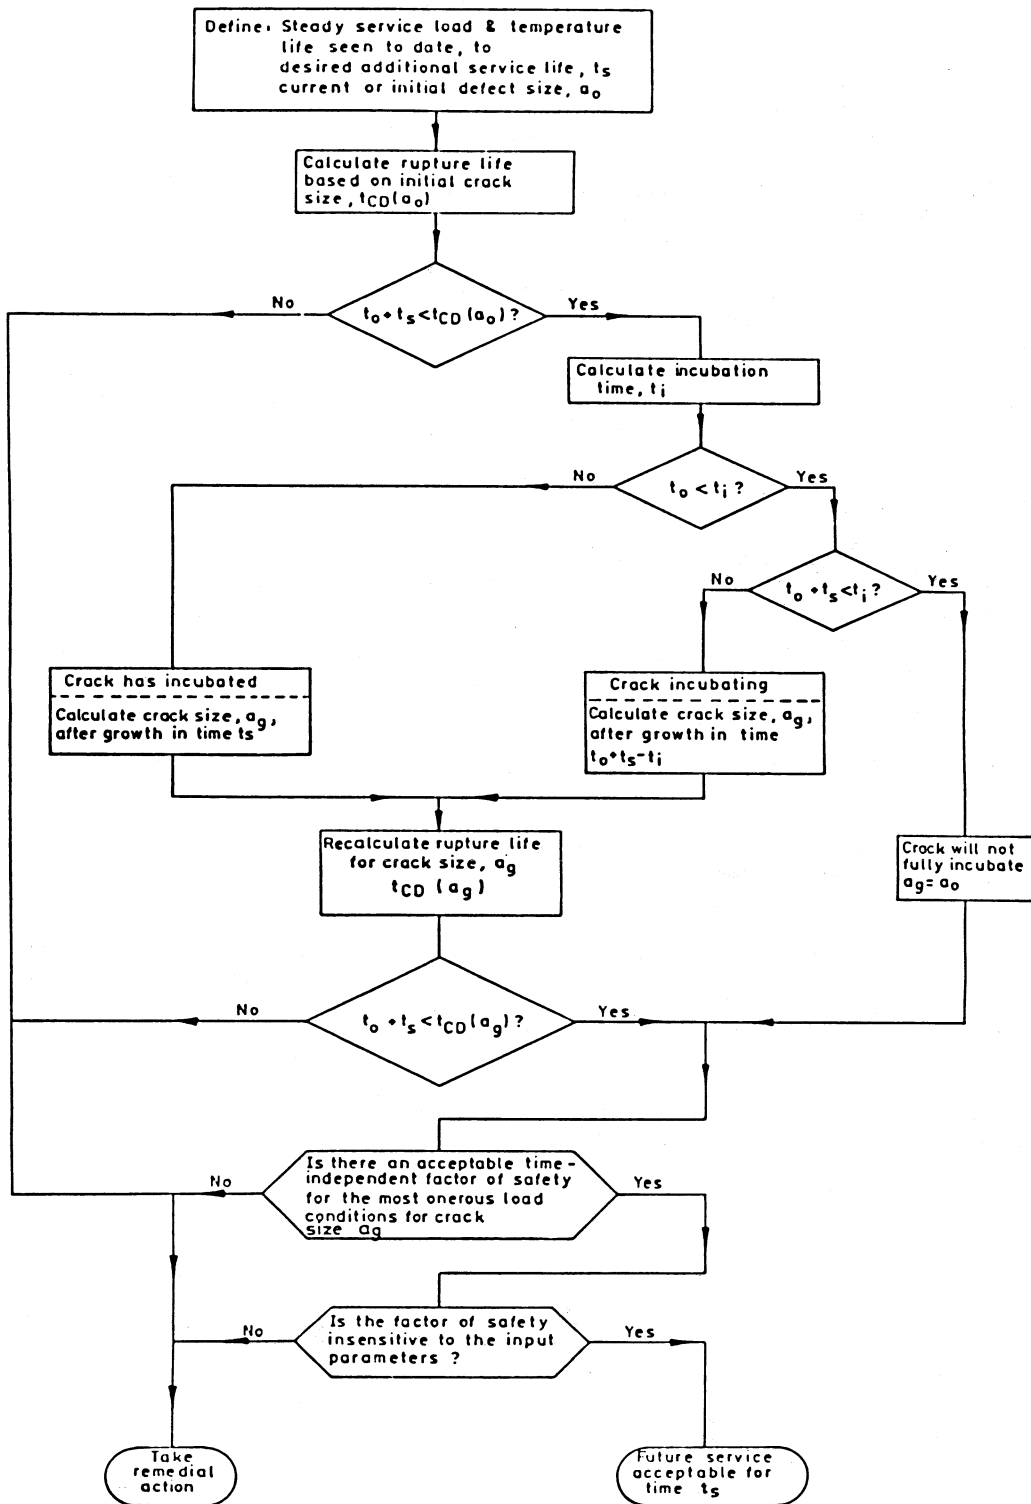 Define: Steady service load & temperature
life seen to date, to
desired additional service life, ts
current or initial defect size, ao
Calculate rupture life
based on initial crack
size, tCD(ao)
No
to + ts < tCD (ao) ?
Yes
Calculate incubation
time, ti
No
to < ti ?
Yes
No
to + ts < ti ?
Yes
Crack has incubated
Calculate crack size, ag,
after growth in time ts
Crack incubating
Calculate crack size, ag,
after growth in time
to+ts-ti
Recalculate rupture life
for crack size, ag
tCD (ag)
Crack will not
fully incubate
ag = ao
No
to + ts < tCD (ag) ?
Yes
Is there an acceptable time-
independent factor of safety
for the most onerous load
conditions for crack
size ag
No
Yes
Is the factor of safety
insensitive to the input
parameters ?
No
Yes
Take
remedial
action
Future service
acceptable for
time ts